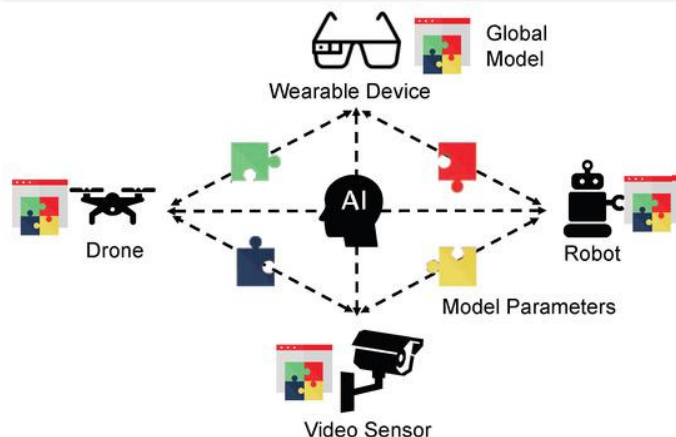 Global
Model
Wearable Device
AI
Drone
Robot
Model Parameters
Video Sensor